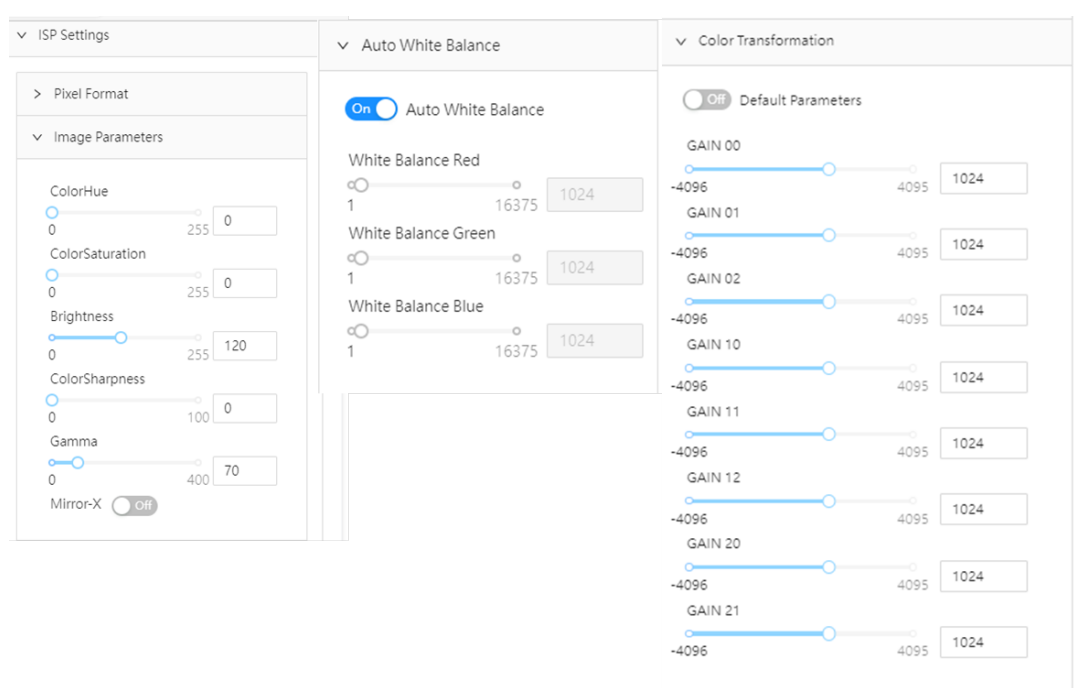 ISP Settings
Pixel Format
Image Parameters
ColorHue
0 255 0
ColorSaturation
0 255 0
Brightness
0 255 120
ColorSharpness
0 100 0
Gamma
0 400 70
Mirror-X Off
Auto White Balance
On Auto White Balance
White Balance Red
1 16375 1024
White Balance Green
1 16375 1024
White Balance Blue
1 16375 1024
Color Transformation
Off Default Parameters
GAIN 00
-4096 4095 1024
GAIN 01
-4096 4095 1024
GAIN 02
-4096 4095 1024
GAIN 10
-4096 4095 1024
GAIN 11
-4096 4095 1024
GAIN 12
-4096 4095 1024
GAIN 20
-4096 4095 1024
GAIN 21
-4096 4095 1024